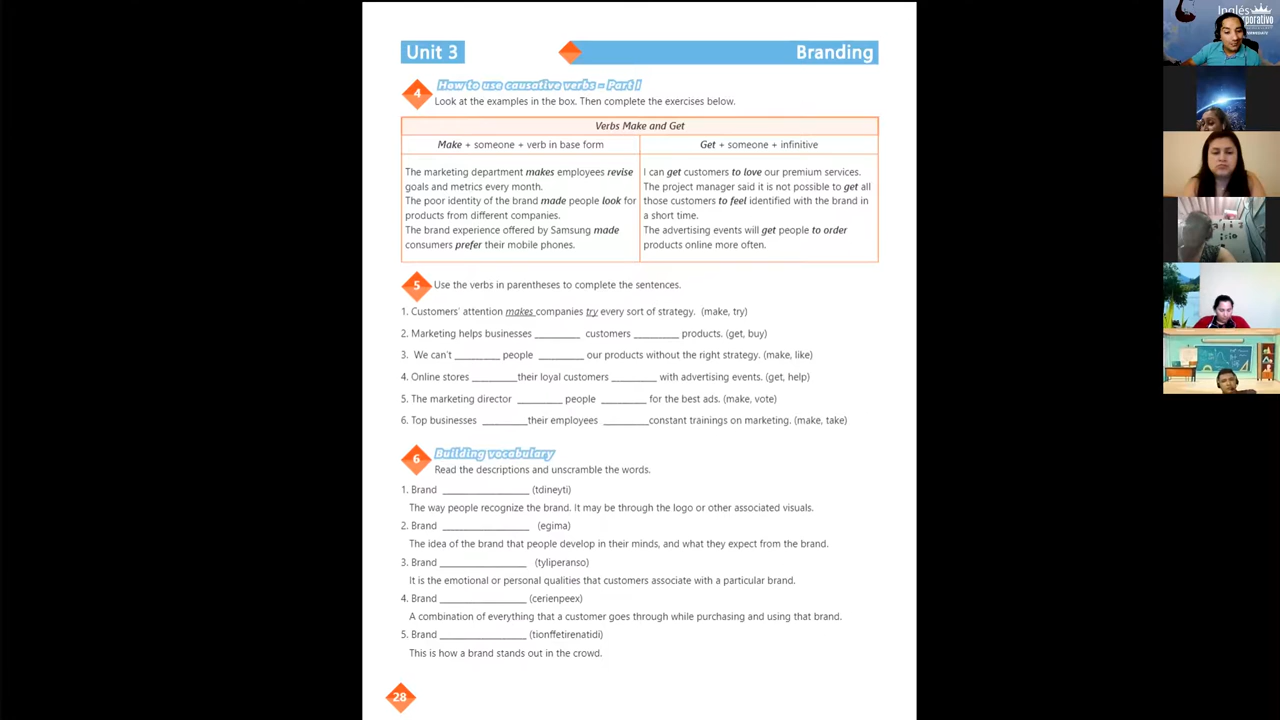 Unit 3
Branding
4
How to use causative verbs - Part I
Look at the examples in the box. Then complete the exercises below.
Verbs Make and Get
Make + someone + verb in base form
Get + someone + infinitive
The marketing department makes employees revise
goals and metrics every month.
The poor identity of the brand made people look for
products from different companies.
The brand experience offered by Samsung made
consumers prefer their mobile phones.
I can get customers to love our premium services.
The project manager said it is not possible to get all
those customers to feel identified with the brand in
a short time.
The advertising events will get people to order
products online more often.
5
Use the verbs in parentheses to complete the sentences.
1. Customers' attention makes companies try every sort of strategy. (make, try)
2. Marketing helps businesses _________ customers _________ products. (get, buy)
3. We can't _________ people _________ our products without the right strategy. (make, like)
4. Online stores _________their loyal customers _________ with advertising events. (get, help)
5. The marketing director _________ people _________ for the best ads. (make, vote)
6. Top businesses _________their employees _________constant trainings on marketing. (make, take)
6
Building vocabulary
Read the descriptions and unscramble the words.
1. Brand _________________ (tdineyti)
The way people recognize the brand. It may be through the logo or other associated visuals.
2. Brand _________________ (egima)
The idea of the brand that people develop in their minds, and what they expect from the brand.
3. Brand _________________ (tyliperanso)
It is the emotional or personal qualities that customers associate with a particular brand.
4. Brand _________________ (cerienpeex)
A combination of everything that a customer goes through while purchasing and using that brand.
5. Brand _________________ (tionffetirenatidi)
This is how a brand stands out in the crowd.
28
Inglés